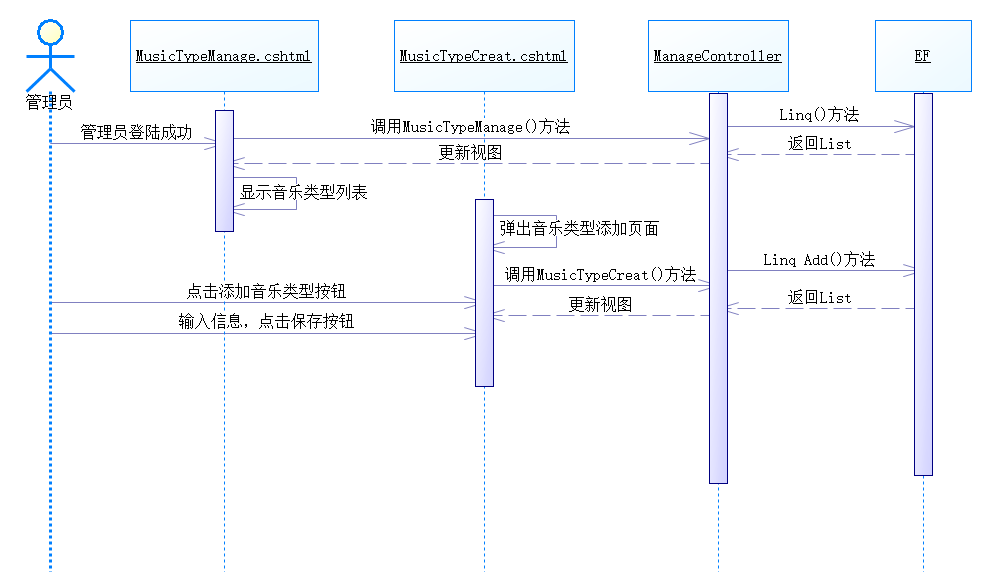 MusicTypeManage.cshtml
MusicTypeCreat.cshtml
ManageController
EF
管理员
管理员登陆成功
调用MusicTypeManage()方法
Linq()方法
返回List
更新视图
显示音乐类型列表
弹出音乐类型添加页面
Linq Add()方法
调用MusicTypeCreat()方法
点击添加音乐类型按钮
返回List
更新视图
输入信息，点击保存按钮